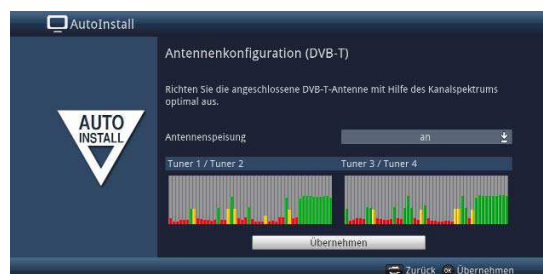 AutoInstall
Antennenkonfiguration (DVB-T)
Richten Sie die angeschlossene DVB-T-Antenne mit Hilfe des Kanalspektrums
optimal aus.
AUTO
INSTALL
Antennenspeisung an
Tuner 1 / Tuner 2 Tuner 3 / Tuner 4
Übernehmen
Zurück Übernehmen